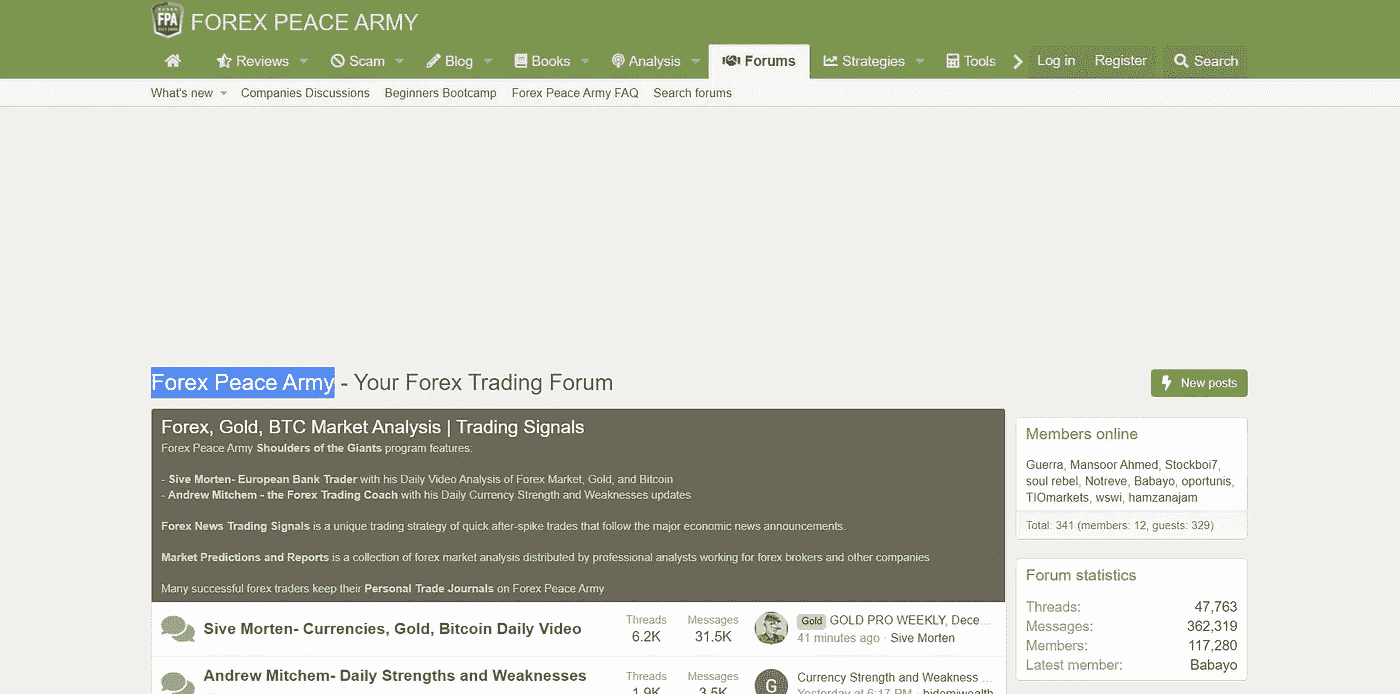 FPA
FOREX PEACE ARMY
Reviews Scam Blog Books Analysis Forums Strategies Tools Log in Register Search
What's new Companies Discussions Beginners Bootcamp Forex Peace Army FAQ Search forums
Forex Peace Army - Your Forex Trading Forum
New posts
Forex, Gold, BTC Market Analysis | Trading Signals
Forex Peace Army Shoulders of the Giants program features:
- Sive Morten- European Bank Trader with his Daily Video Analysis of Forex Market, Gold, and Bitcoin
- Andrew Mitchem - the Forex Trading Coach with his Daily Currency Strength and Weaknesses updates
Forex News Trading Signals is a unique trading strategy of quick after-spike trades that follow the major economic news announcements.
Market Predictions and Reports is a collection of forex market analysis distributed by professional analysts working for forex brokers and other companies
Many successful forex traders keep their Personal Trade Journals on Forex Peace Army
Sive Morten- Currencies, Gold, Bitcoin Daily Video
Threads
6.2K
Messages
31.5K
Gold GOLD PRO WEEKLY, Dece...
41 minutes ago · Sive Morten
Andrew Mitchem- Daily Strengths and Weaknesses
Threads
1.9K
Messages
3.5K
G
Currency Strength and Weakness ...
Yesterday at 6:17 PM · bidemiwealth
Members online
Guerra, Mansoor Ahmed, Stockboi7,
soul rebel, Notreve, Babayo, oportunis,
TIOmarkets, wswi, hamzanajam
Total: 341 (members: 12, guests: 329)
Forum statistics
Threads: 47,763
Messages: 362,319
Members: 117,280
Latest member: Babayo